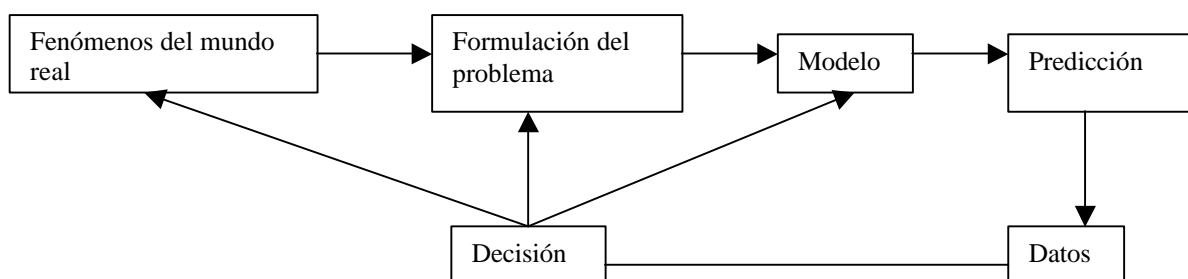 Fenómenos del mundo
real
Formulación del
problema
Modelo
Predicción
Decisión
Datos